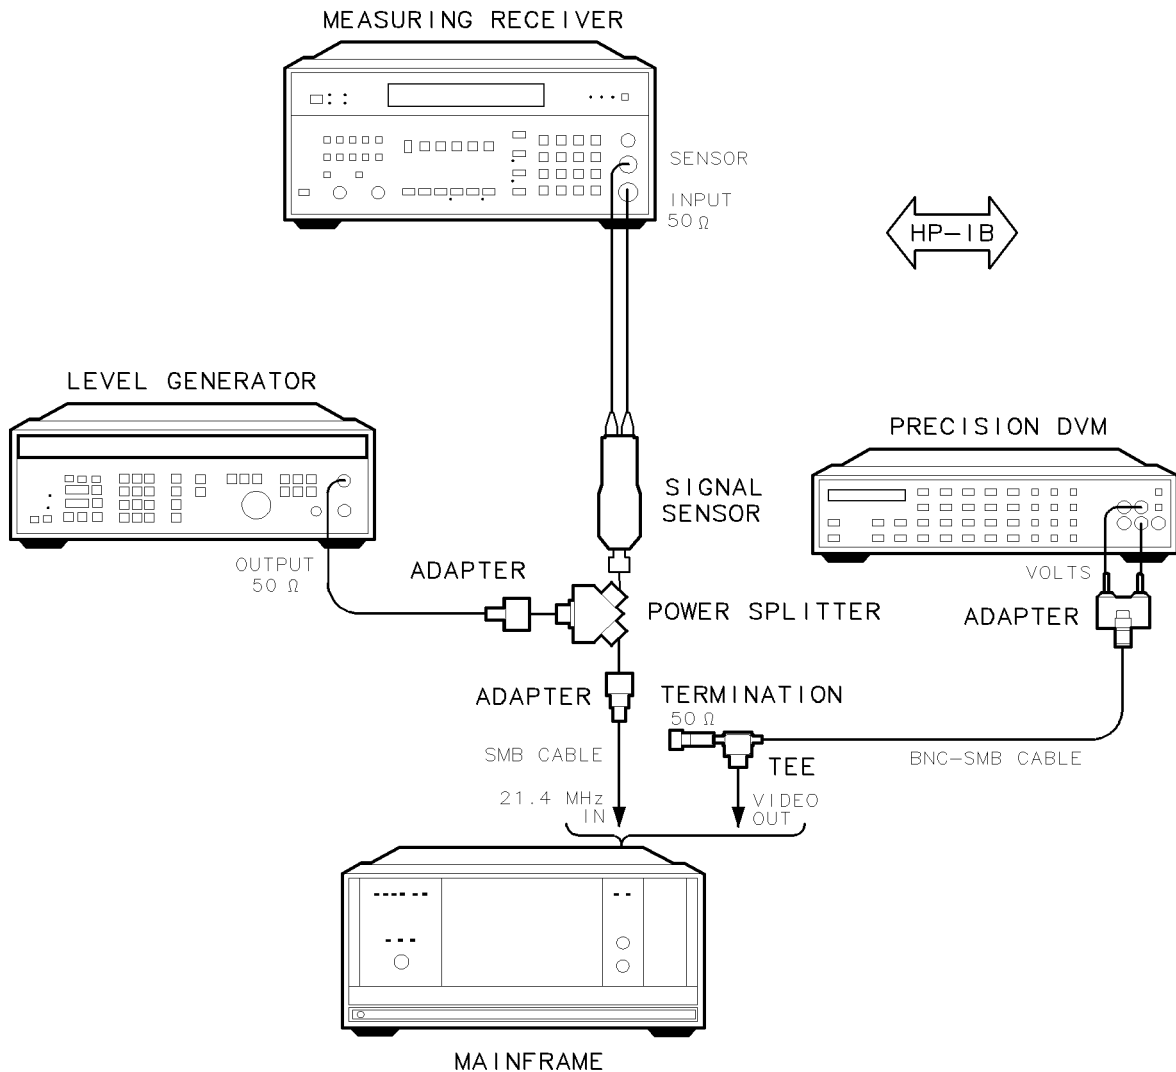 MEASURING RECEIVER
SENSOR
INPUT
50 Ω
HP-IB
LEVEL GENERATOR
PRECISION DVM
SIGNAL
SENSOR
OUTPUT
50 Ω
ADAPTER
VOLTS
POWER SPLITTER
ADAPTER
ADAPTER
TERMINATION
50 Ω
SMB CABLE
TEE
BNC-SMB CABLE
21.4 MHz
IN
VIDEO
OUT
MAINFRAME